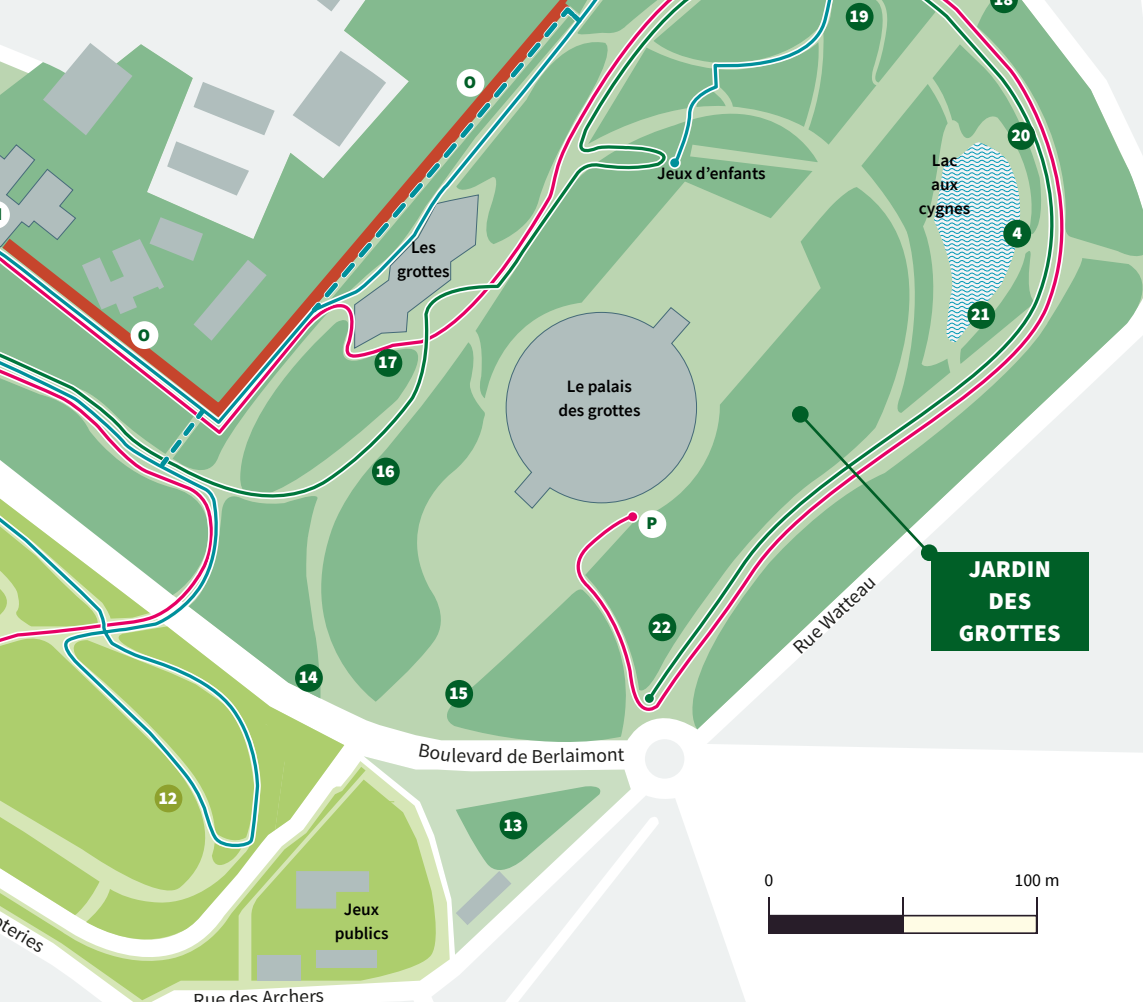 18
19
O
20
Lac
aux
cygnes
Jeux d’enfants
4
Les
grottes
21
O
17
Le palais
des grottes
16
P
JARDIN
DES
GROTTES
Rue Watteau
22
14
15
Boulevard de Berlaimont
12
13
0
100 m
Jeux
publics
Rue des Archers